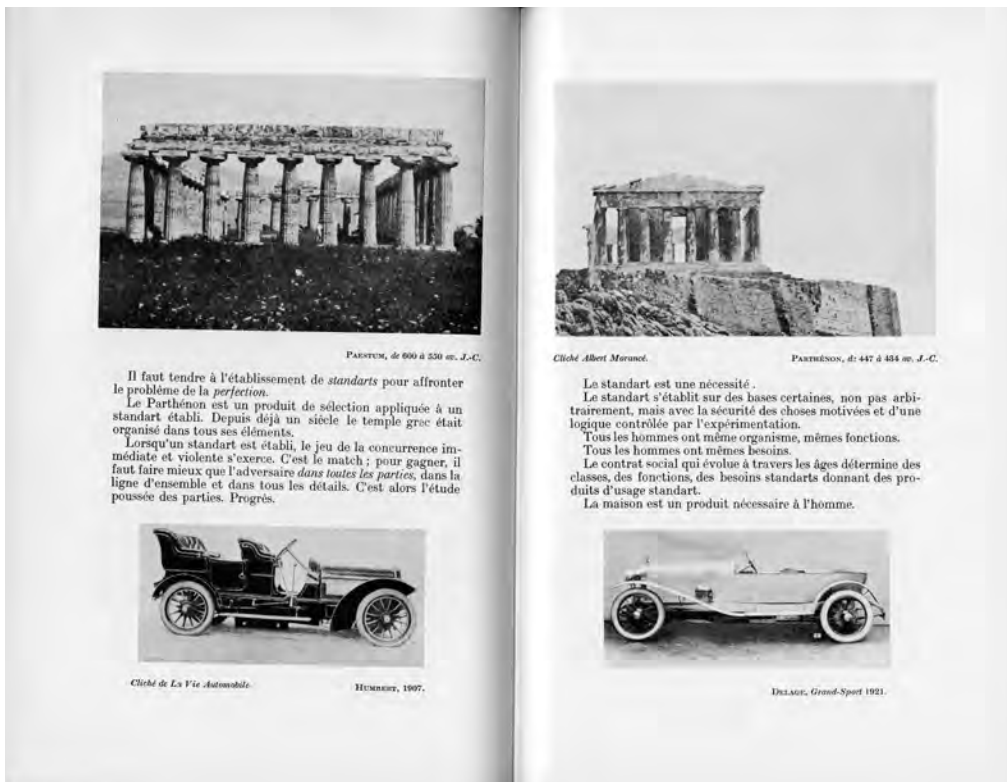 PAESTUM, de 600 à 550 av. J.-C.
Il faut tendre à l'établissement de standarts pour affronter
le problème de la perfection.
Le Parthénon est un produit de sélection appliquée à un
standart établi. Depuis déjà un siècle le temple grec était
organisé dans tous ses éléments.
Lorsqu'un standart est établi, le jeu de la concurrence im-
médiate et violente s'exerce. C'est le match ; pour gagner, il
faut faire mieux que l'adversaire dans toutes les parties, dans la
ligne d'ensemble et dans tous les détails. C'est alors l'étude
poussée des parties. Progrès.
Cliché de La Vie Automobile.
HUMBERT, 1907.
Cliché Albert Morancé.
PARTHÉNON, de 447 à 434 av. J.-C.
Le standart est une nécessité .
Le standart s'établit sur des bases certaines, non pas arbi-
trairement, mais avec la sécurité des choses motivées et d'une
logique contrôlée par l'expérimentation.
Tous les hommes ont même organisme, mêmes fonctions.
Tous les hommes ont mêmes besoins.
Le contrat social qui évolue à travers les âges détermine des
classes, des fonctions, des besoins standarts donnant des pro-
duits d'usage standart.
La maison est un produit nécessaire à l'homme.
DELAGE, Grand-Sport 1921.